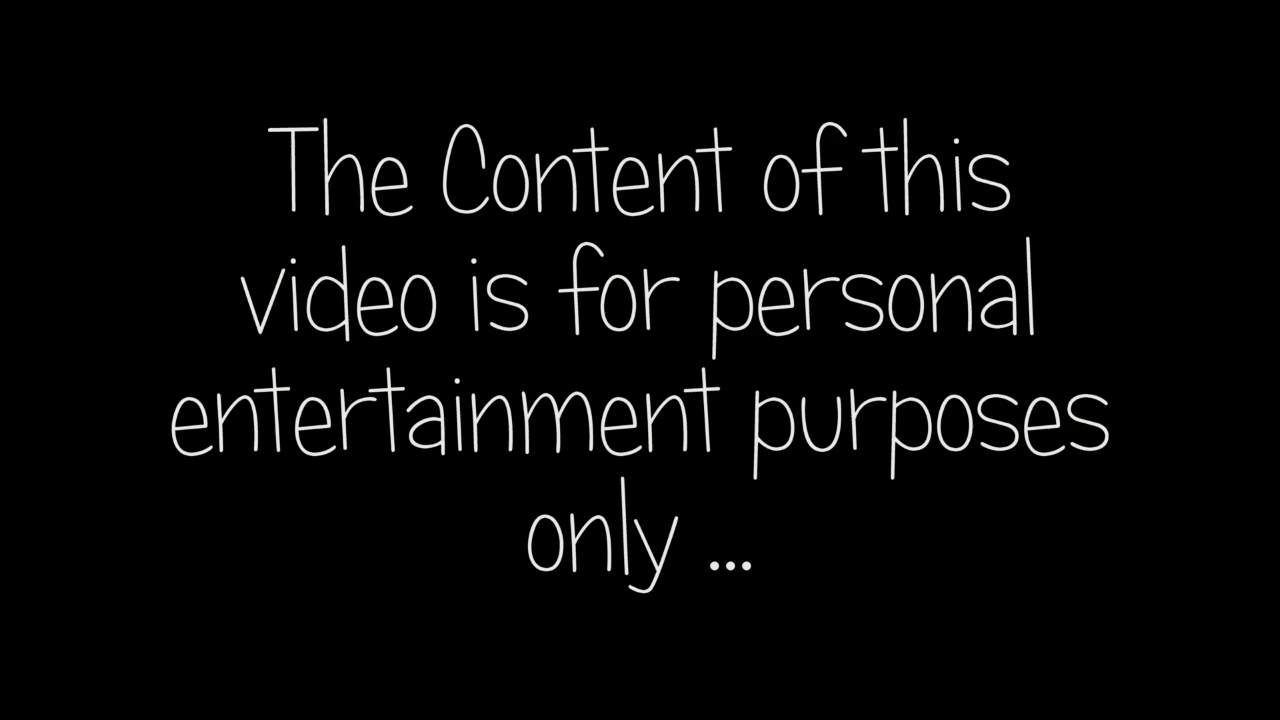 The Content of this
video is for personal
entertainment purposes
only ...